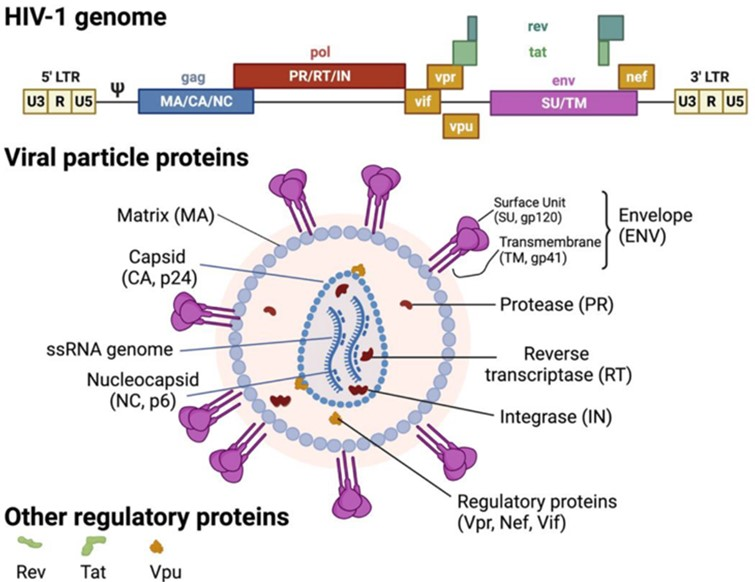 HIV-1 genome
rev
pol
tat
5' LTR
gag
PR/RT/IN
vpr
env
nef
3' LTR
U3 R U5
Ψ
MA/CA/NC
vif
SU/TM
U3 R U5
vpu
Viral particle proteins
Matrix (MA)
Surface Unit
(SU, gp120)
Transmembrane
(TM, gp41)
Envelope
(ENV)
Capsid
(CA, p24)
Protease (PR)
ssRNA genome
Reverse
transcriptase (RT)
Nucleocapsid
(NC, p6)
Integrase (IN)
Regulatory proteins
(Vpr, Nef, Vif)
Other regulatory proteins
Rev Tat Vpu